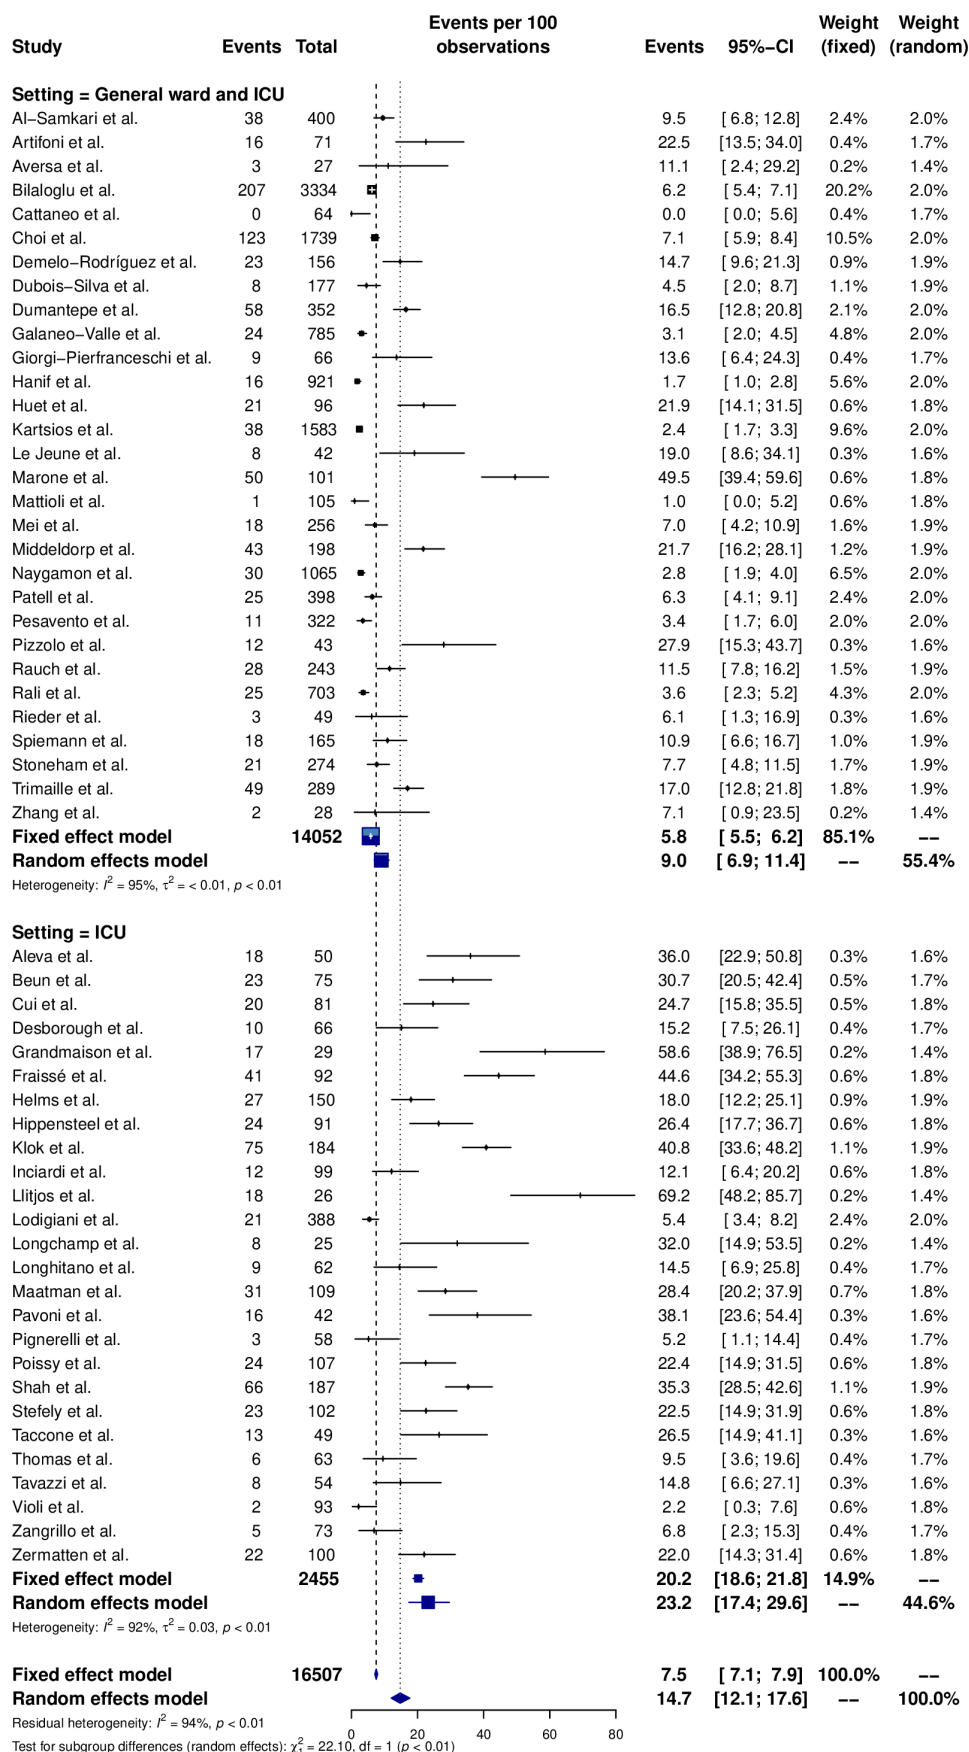 Events per 100 Weight Weight
Study Events Total observations Events 95%−CI (fixed) (random)
Setting = General ward and ICU
Al−Samkari et al. 38 400 9.5 [ 6.8; 12.8] 2.4% 2.0%
Artifoni et al. 16 71 22.5 [13.5; 34.0] 0.4% 1.7%
Aversa et al. 3 27 11.1 [ 2.4; 29.2] 0.2% 1.4%
Bilaloglu et al. 207 3334 6.2 [ 5.4; 7.1] 20.2% 2.0%
Cattaneo et al. 0 64 0.0 [ 0.0; 5.6] 0.4% 1.7%
Choi et al. 123 1739 7.1 [ 5.9; 8.4] 10.5% 2.0%
Demelo−Rodríguez et al. 23 156 14.7 [ 9.6; 21.3] 0.9% 1.9%
Dubois−Silva et al. 8 177 4.5 [ 2.0; 8.7] 1.1% 1.9%
Dumantepe et al. 58 352 16.5 [12.8; 20.8] 2.1% 2.0%
Galaneo−Valle et al. 24 785 3.1 [ 2.0; 4.5] 4.8% 2.0%
Giorgi−Pierfranceschi et al. 9 66 13.6 [ 6.4; 24.3] 0.4% 1.7%
Hanif et al. 16 921 1.7 [ 1.0; 2.8] 5.6% 2.0%
Huet et al. 21 96 21.9 [14.1; 31.5] 0.6% 1.8%
Kartsios et al. 38 1583 2.4 [ 1.7; 3.3] 9.6% 2.0%
Le Jeune et al. 8 42 19.0 [ 8.6; 34.1] 0.3% 1.6%
Marone et al. 50 101 49.5 [39.4; 59.6] 0.6% 1.8%
Mattioli et al. 1 105 1.0 [ 0.0; 5.2] 0.6% 1.8%
Mei et al. 18 256 7.0 [ 4.2; 10.9] 1.6% 1.9%
Middeldorp et al. 43 198 21.7 [16.2; 28.1] 1.2% 1.9%
Naygamon et al. 30 1065 2.8 [ 1.9; 4.0] 6.5% 2.0%
Patell et al. 25 398 6.3 [ 4.1; 9.1] 2.4% 2.0%
Pesavento et al. 11 322 3.4 [ 1.7; 6.0] 2.0% 2.0%
Pizzolo et al. 12 43 27.9 [15.3; 43.7] 0.3% 1.6%
Rauch et al. 28 243 11.5 [ 7.8; 16.2] 1.5% 1.9%
Rali et al. 25 703 3.6 [ 2.3; 5.2] 4.3% 2.0%
Rieder et al. 3 49 6.1 [ 1.3; 16.9] 0.3% 1.6%
Spiemann et al. 18 165 10.9 [ 6.6; 16.7] 1.0% 1.9%
Stoneham et al. 21 274 7.7 [ 4.8; 11.5] 1.7% 1.9%
Trimaille et al. 49 289 17.0 [12.8; 21.8] 1.8% 1.9%
Zhang et al. 2 28 7.1 [ 0.9; 23.5] 0.2% 1.4%
Fixed effect model 14052 5.8 [ 5.5; 6.2] 85.1% −−
Random effects model 9.0 [ 6.9; 11.4] −− 55.4%
Heterogeneity: I² = 95%, τ² = < 0.01, p < 0.01
Setting = ICU
Aleva et al. 18 50 36.0 [22.9; 50.8] 0.3% 1.6%
Beun et al. 23 75 30.7 [20.5; 42.4] 0.5% 1.7%
Cui et al. 20 81 24.7 [15.8; 35.5] 0.5% 1.8%
Desborough et al. 10 66 15.2 [ 7.5; 26.1] 0.4% 1.7%
Grandmaison et al. 17 29 58.6 [38.9; 76.5] 0.2% 1.4%
Fraissé et al. 41 92 44.6 [34.2; 55.3] 0.6% 1.8%
Helms et al. 27 150 18.0 [12.2; 25.1] 0.9% 1.9%
Hippensteel et al. 24 91 26.4 [17.7; 36.7] 0.6% 1.8%
Klok et al. 75 184 40.8 [33.6; 48.2] 1.1% 1.9%
Inciardi et al. 12 99 12.1 [ 6.4; 20.2] 0.6% 1.8%
Llitjos et al. 18 26 69.2 [48.2; 85.7] 0.2% 1.4%
Lodigiani et al. 21 388 5.4 [ 3.4; 8.2] 2.4% 2.0%
Longchamp et al. 8 25 32.0 [14.9; 53.5] 0.2% 1.4%
Longhitano et al. 9 62 14.5 [ 6.9; 25.8] 0.4% 1.7%
Maatman et al. 31 109 28.4 [20.2; 37.9] 0.7% 1.8%
Pavoni et al. 16 42 38.1 [23.6; 54.4] 0.3% 1.6%
Pignerelli et al. 3 58 5.2 [ 1.1; 14.4] 0.4% 1.7%
Poissy et al. 24 107 22.4 [14.9; 31.5] 0.6% 1.8%
Shah et al. 66 187 35.3 [28.5; 42.6] 1.1% 1.9%
Stefely et al. 23 102 22.5 [14.9; 31.9] 0.6% 1.8%
Taccone et al. 13 49 26.5 [14.9; 41.1] 0.3% 1.6%
Thomas et al. 6 63 9.5 [ 3.6; 19.6] 0.4% 1.7%
Tavazzi et al. 8 54 14.8 [ 6.6; 27.1] 0.3% 1.6%
Violi et al. 2 93 2.2 [ 0.3; 7.6] 0.6% 1.8%
Zangrillo et al. 5 73 6.8 [ 2.3; 15.3] 0.4% 1.7%
Zermatten et al. 22 100 22.0 [14.3; 31.4] 0.6% 1.8%
Fixed effect model 2455 20.2 [18.6; 21.8] 14.9% −−
Random effects model 23.2 [17.4; 29.6] −− 44.6%
Heterogeneity: I² = 92%, τ² = 0.03, p < 0.01
Fixed effect model 16507 7.5 [ 7.1; 7.9] 100.0% −−
Random effects model 14.7 [12.1; 17.6] −− 100.0%
Residual heterogeneity: I² = 94%, p < 0.01
0 20 40 60 80
Test for subgroup differences (random effects): χ²₁ = 22.10, df = 1 (p < 0.01)